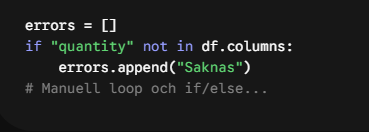 errors = []
if "quantity" not in df.columns:
    errors.append("Saknas")
# Manuell loop och if/else...